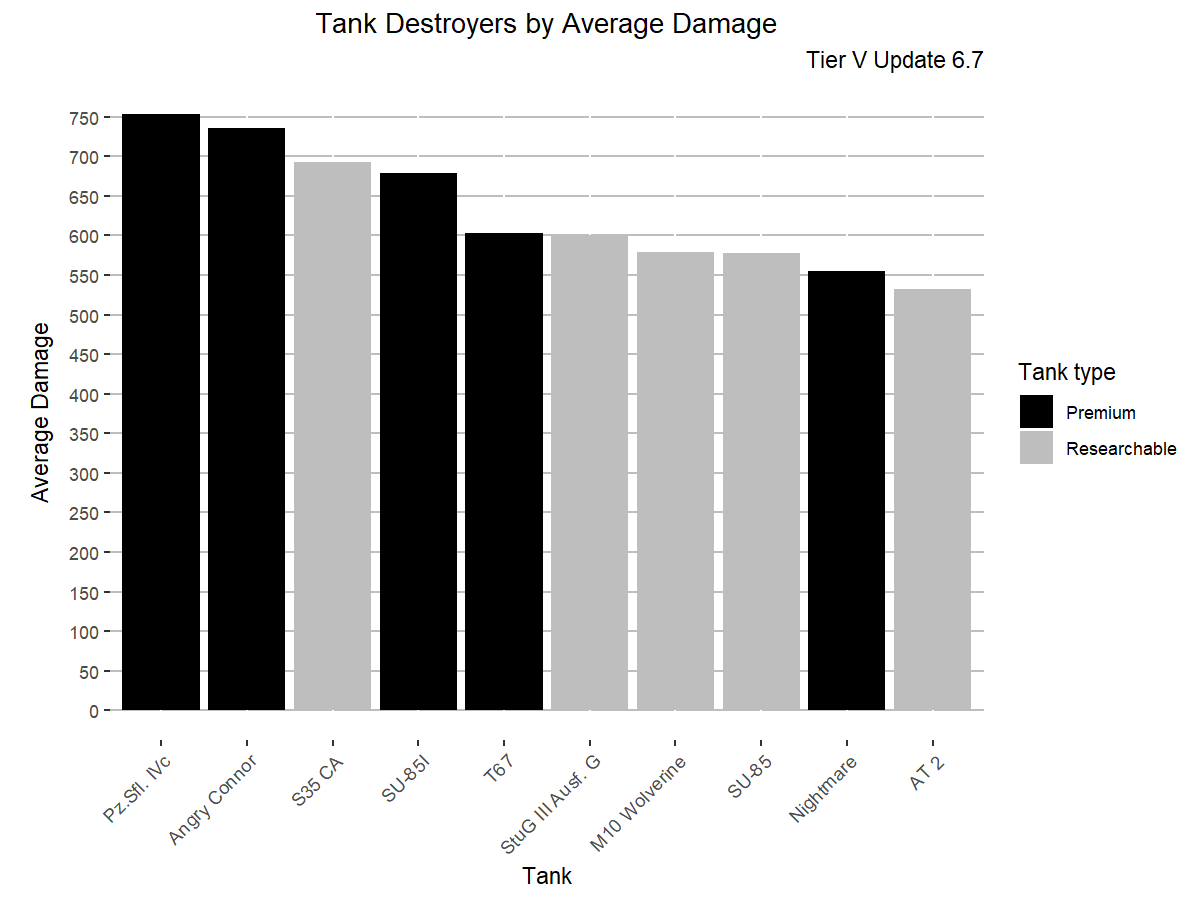 Tank Destroyers by Average Damage
Tier V Update 6.7
Average Damage
750
700
650
600
550
500
450
400
350
300
250
200
150
100
50
0
Pz.Sfl. IVc
Angry Connor
S35 CA
SU-85I
T67
StuG III Ausf. G
M10 Wolverine
SU-85
Nightmare
AT 2
Tank
Tank type
Premium
Researchable